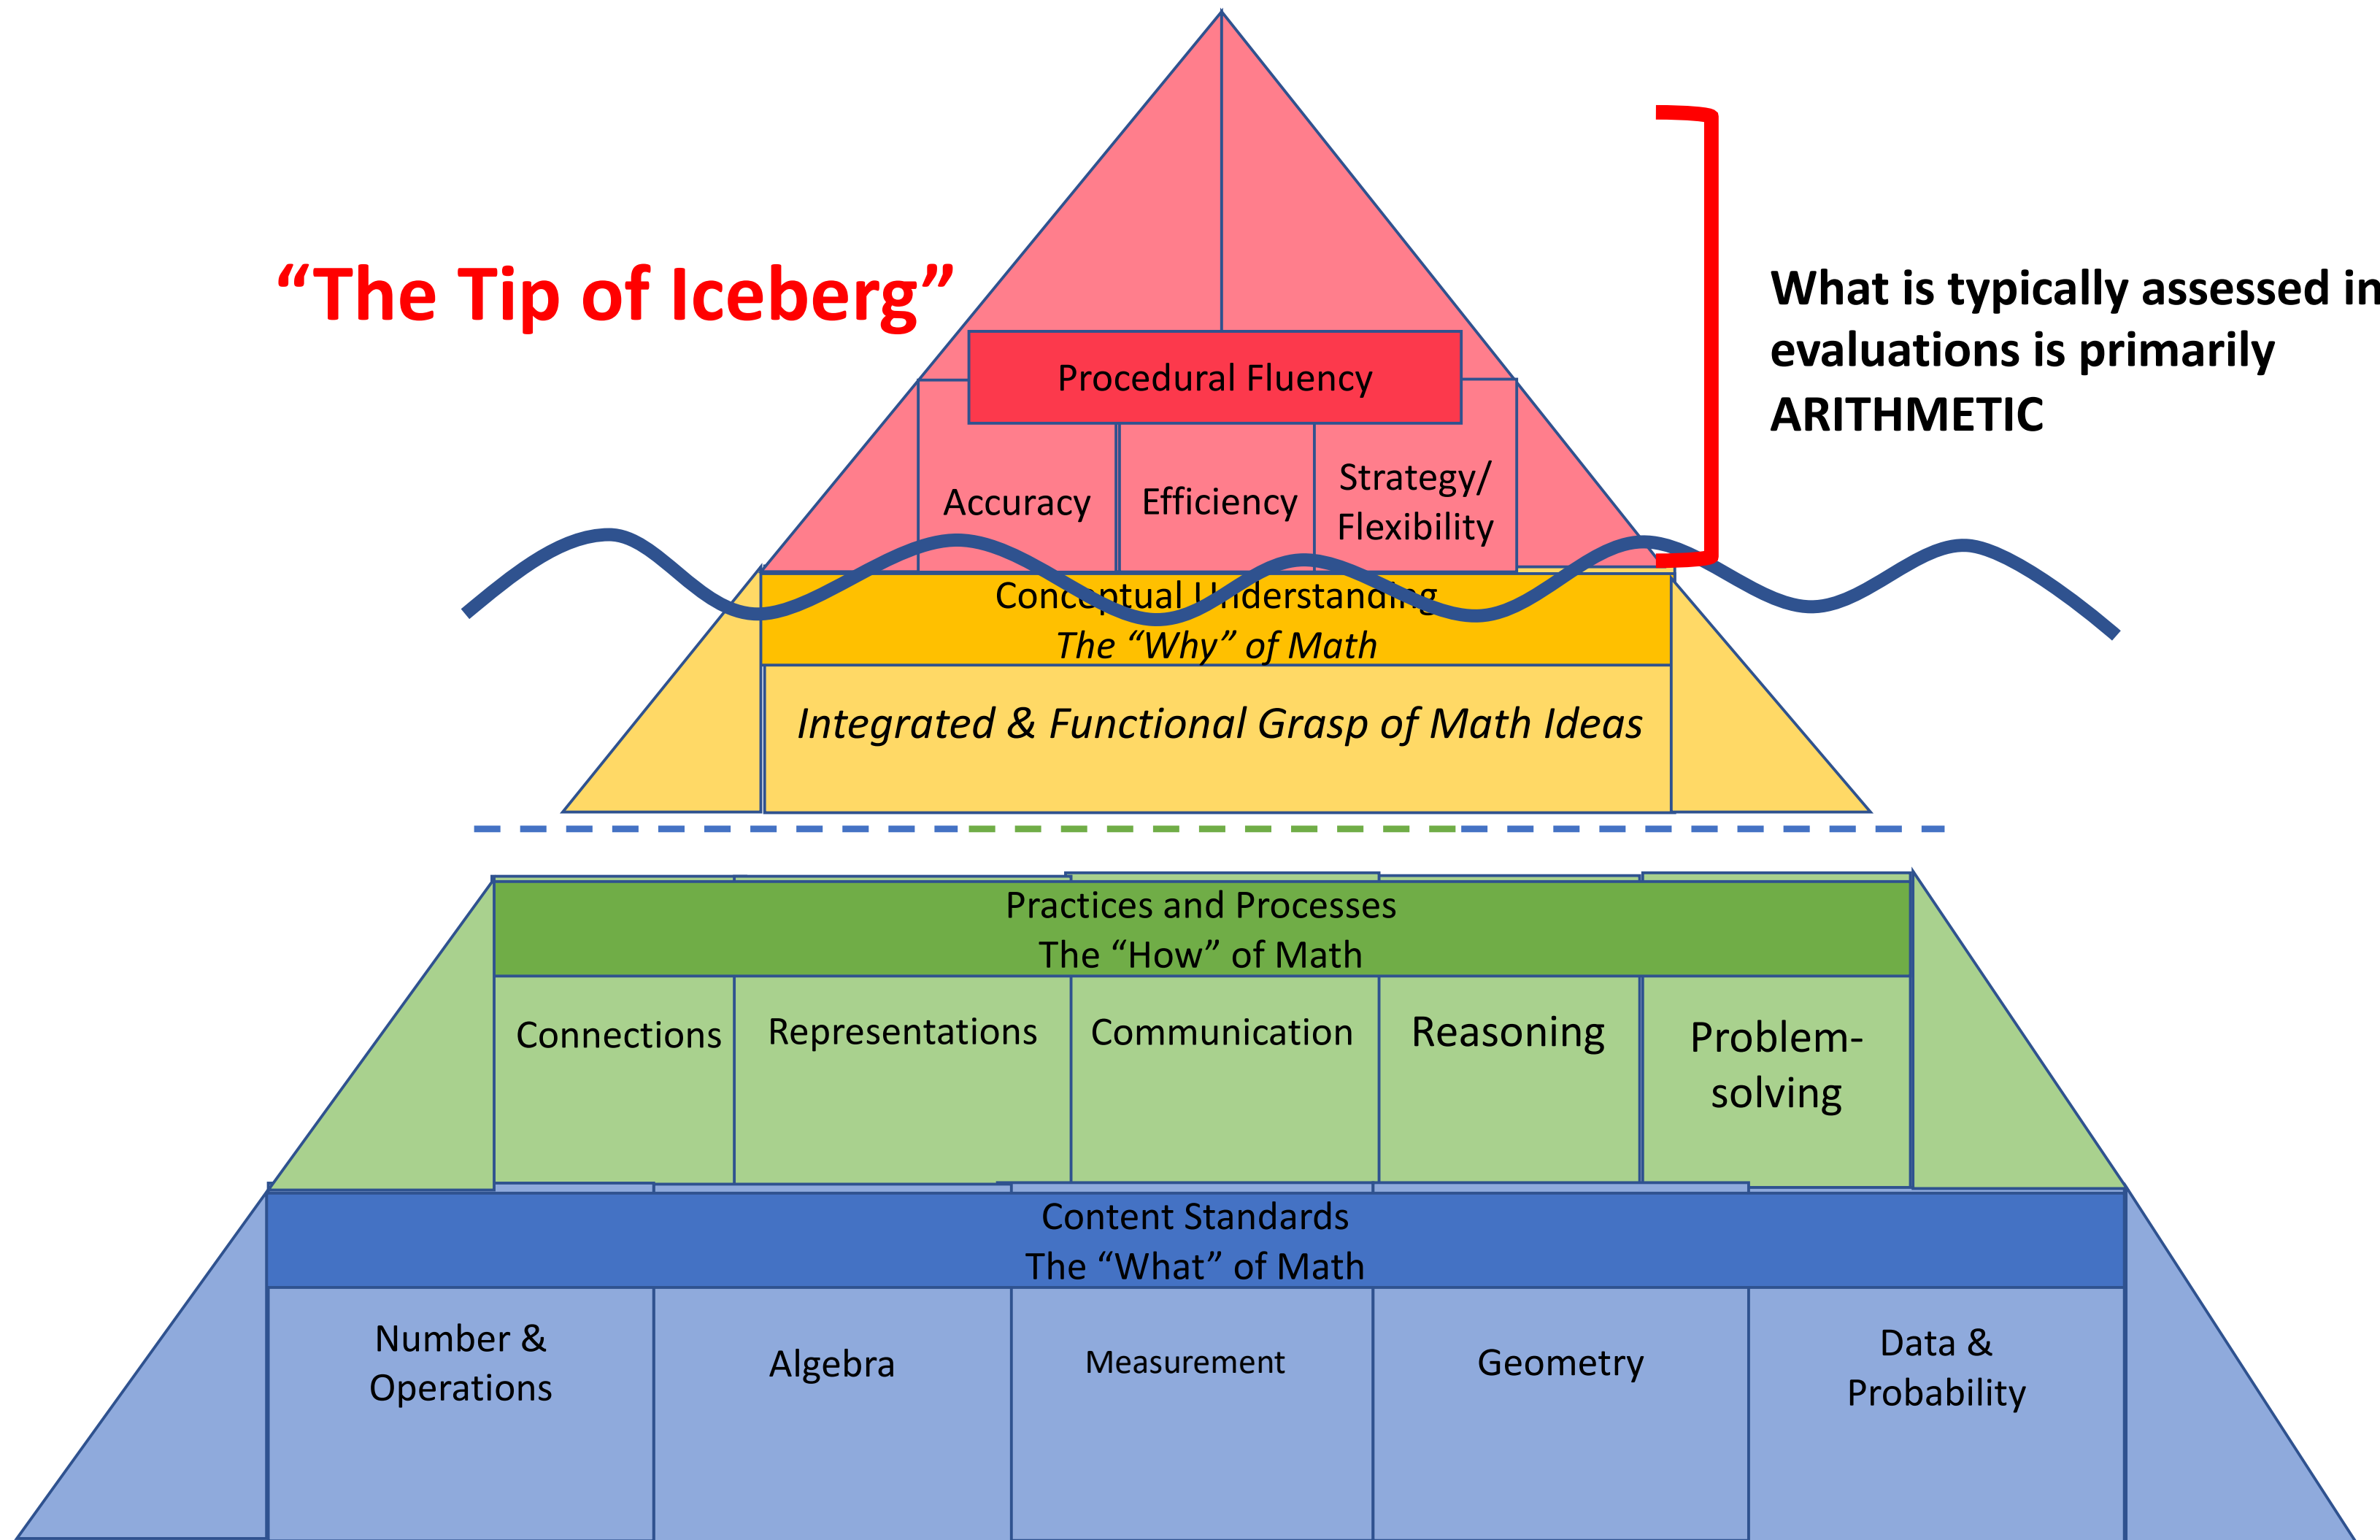 “The Tip of Iceberg”
What is typically assessed in
evaluations is primarily
ARITHMETIC
Procedural Fluency
Accuracy
Efficiency
Strategy/
Flexibility
Conceptual Understanding
The “Why” of Math
Integrated & Functional Grasp of Math Ideas
Practices and Processes
The “How” of Math
Connections
Representations
Communication
Reasoning
Problem-
solving
Content Standards
The “What” of Math
Number &
Operations
Algebra
Measurement
Geometry
Data &
Probability